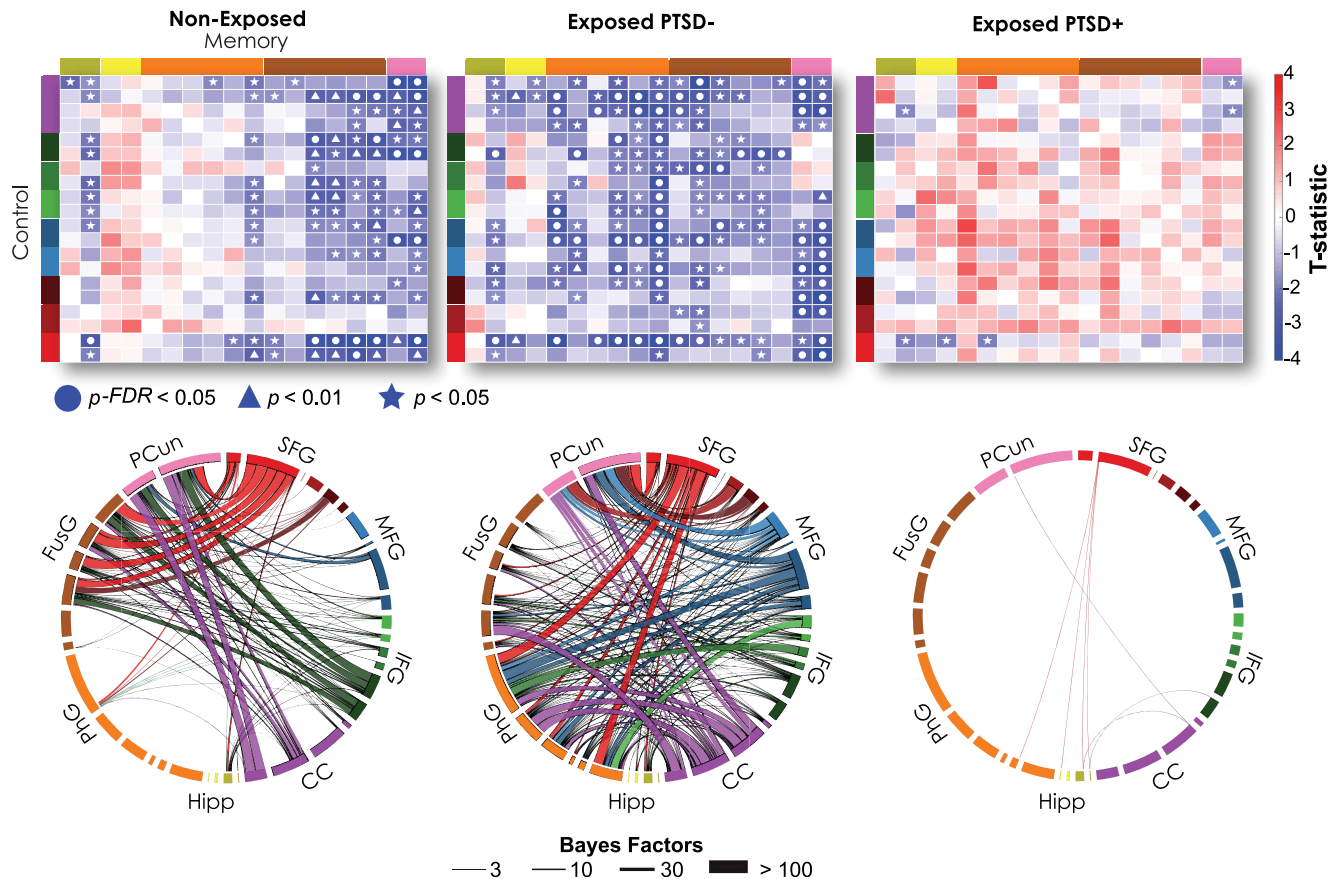 Non-Exposed
Memory
Exposed PTSD-
Exposed PTSD+
Control
4
3
2
1
0
-1
-2
-3
-4
T-statistic
p-FDR < 0.05
p < 0.01
p < 0.05
PCun
SFG
MFG
IFG
CC
Hipp
PhG
FusG
PCun
SFG
MFG
IFG
CC
Hipp
PhG
FusG
PCun
SFG
MFG
IFG
CC
Hipp
PhG
FusG
Bayes Factors
3
10
30
> 100